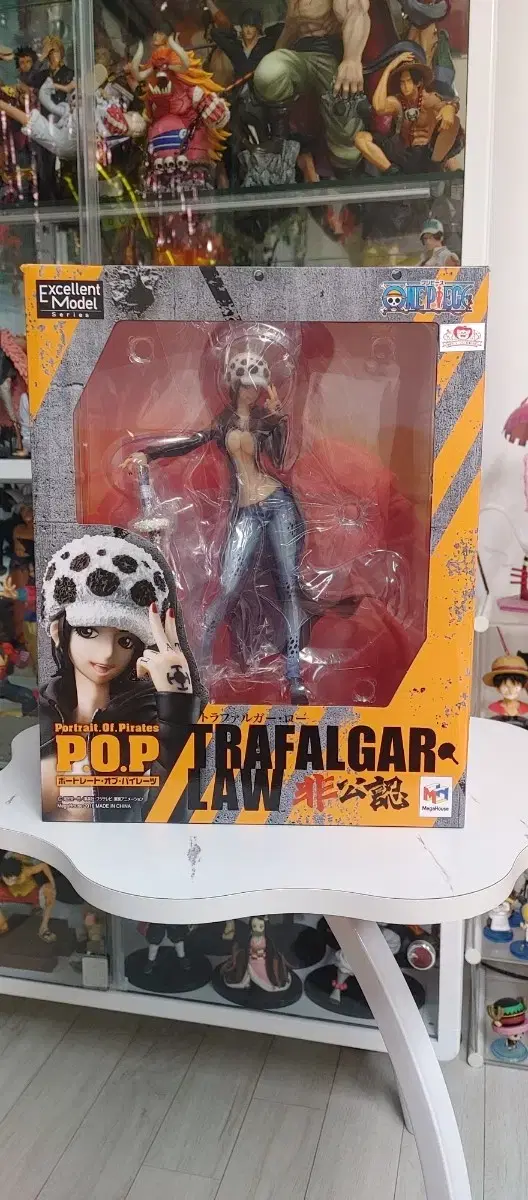 Excellent
Model
Series
ONE PIECE
トラファルガー・ロー
Portrait.Of.Pirates
P.O.P
ポートレート・オブ・パイレーツ
TRAFALGAR
LAW 非公認
MADE IN CHINA
MegaHouse